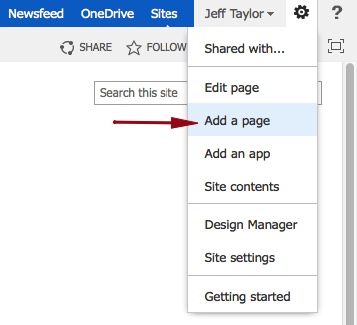 Newsfeed OneDrive Sites Jeff Taylor ?
SHARE FOLLOW
Shared with...
Edit page
Search this site
Add a page
Add an app
Site contents
Design Manager
Site settings
Getting started